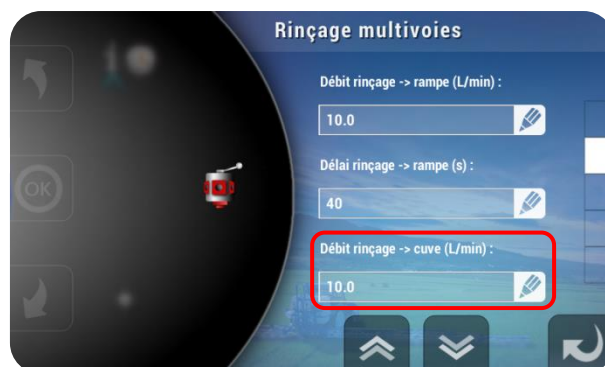 Rinçage multivoies
Débit rinçage -> rampe (L/min) :
10.0
Délai rinçage -> rampe (s) :
40
Débit rinçage -> cuve (L/min) :
10.0
OK